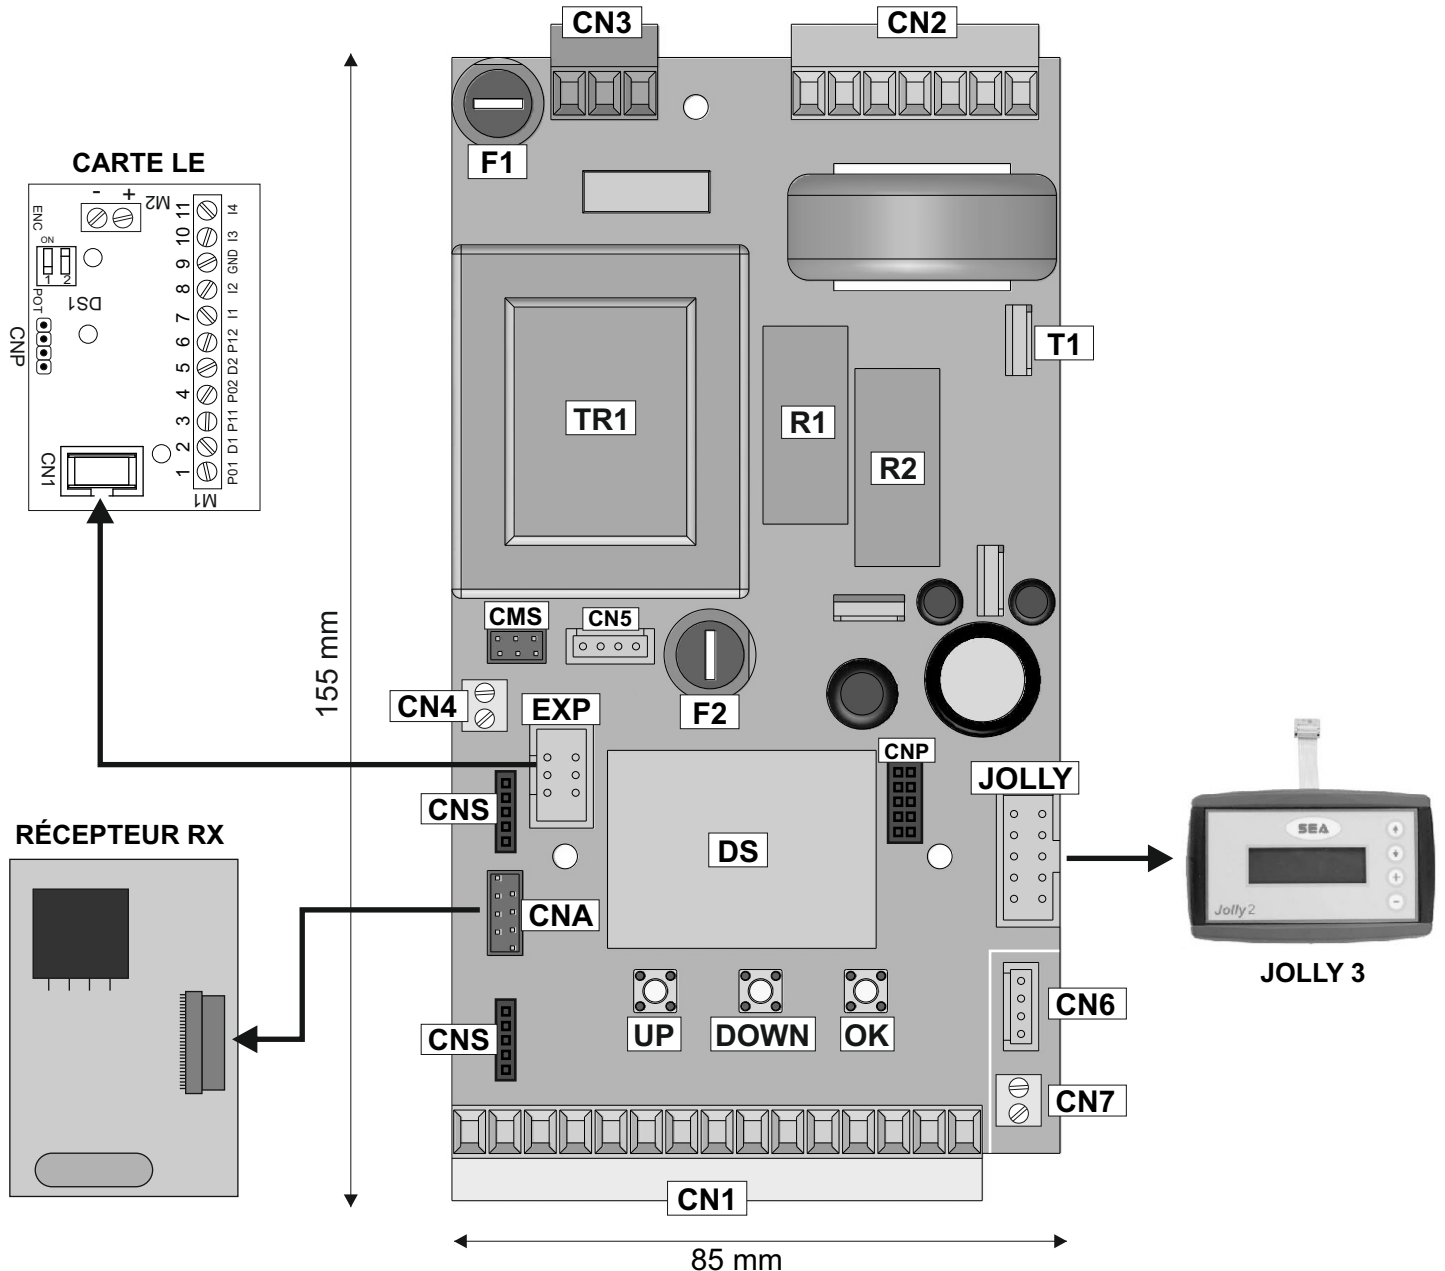 CN3
CN2
F1
CARTE LE
- +
M2
ENC
ON
1 2
POT
DS1
CNP
CN1
11 I4
10 I3
9 GND
8 I2
7 I1
6 P12
5 D2
4 P02
3 P11
2 D1
1 P01
M1
155 mm
T1
TR1
R1
R2
CMS
CN5
CN4
EXP
F2
CNP
JOLLY
CNS
DS
SEA
Jolly 2
JOLLY 3
RÉCEPTEUR RX
CNA
CN6
CNS
UP
DOWN
OK
CN7
CN1
85 mm